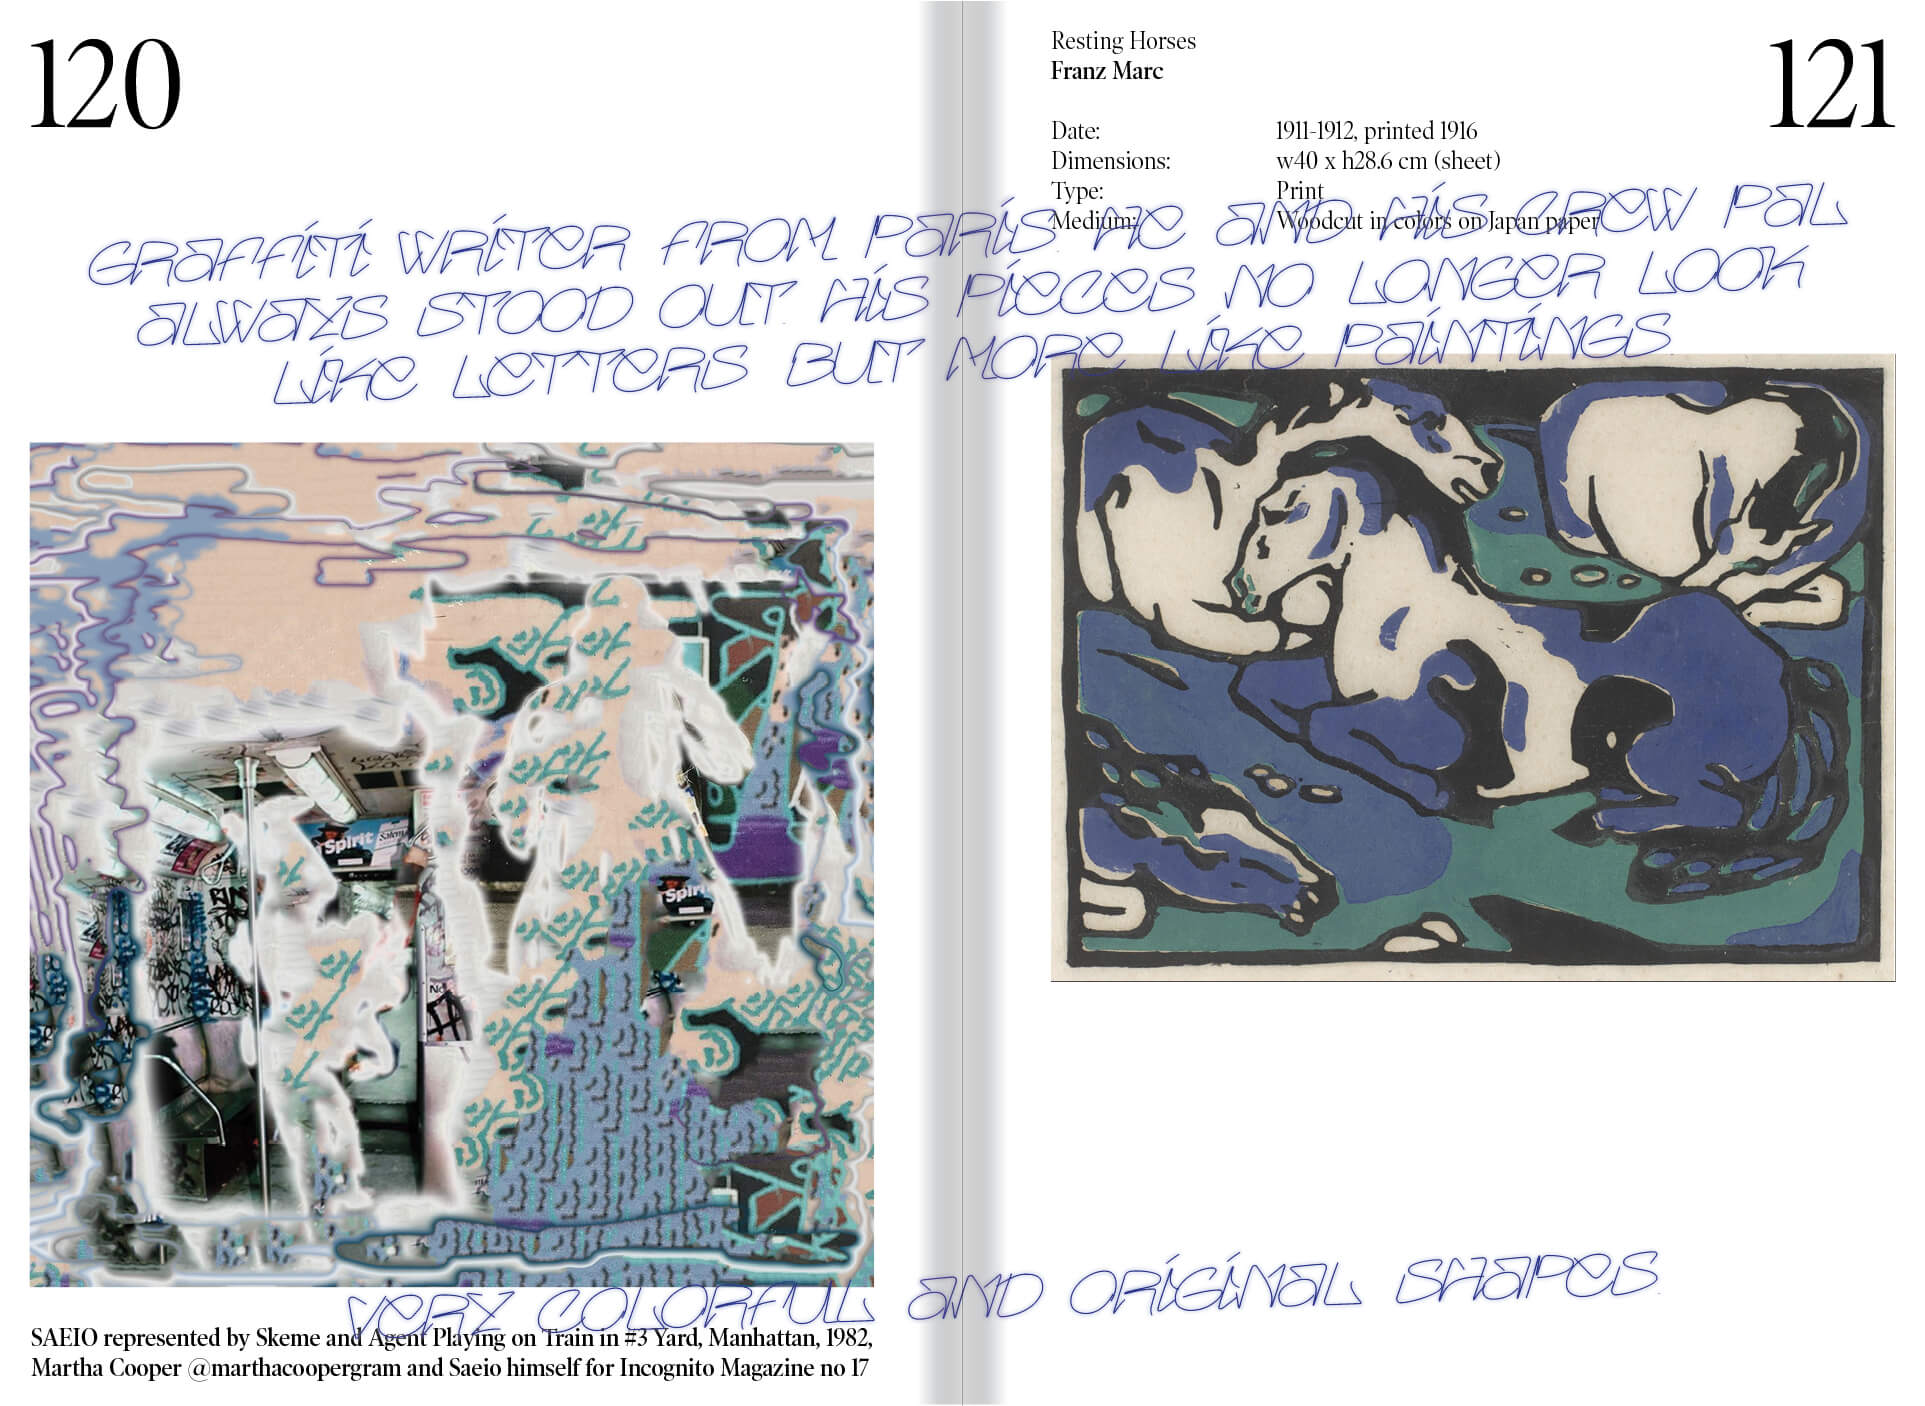 120
Resting Horses
Franz Marc
121
Date: 1911-1912, printed 1916
Dimensions: w40 x h28.6 cm (sheet)
Type: Print
Medium: Woodcut in colors on Japan paper
GRAFFITI WRITER FROM PARIS HE AND HIS CREW PAL
ALWAYS STOOD OUT HIS PIECES NO LONGER LOOK
LIKE LETTERS BUT MORE LIKE PAINTINGS
Spirit
Salem
Spiri
No
VERY COLORFUL AND ORIGINAL SHAPES
SAEIO represented by Skeme and Agent Playing on Train in #3 Yard, Manhattan, 1982,
Martha Cooper @marthacoopergram and Saeio himself for Incognito Magazine no 17